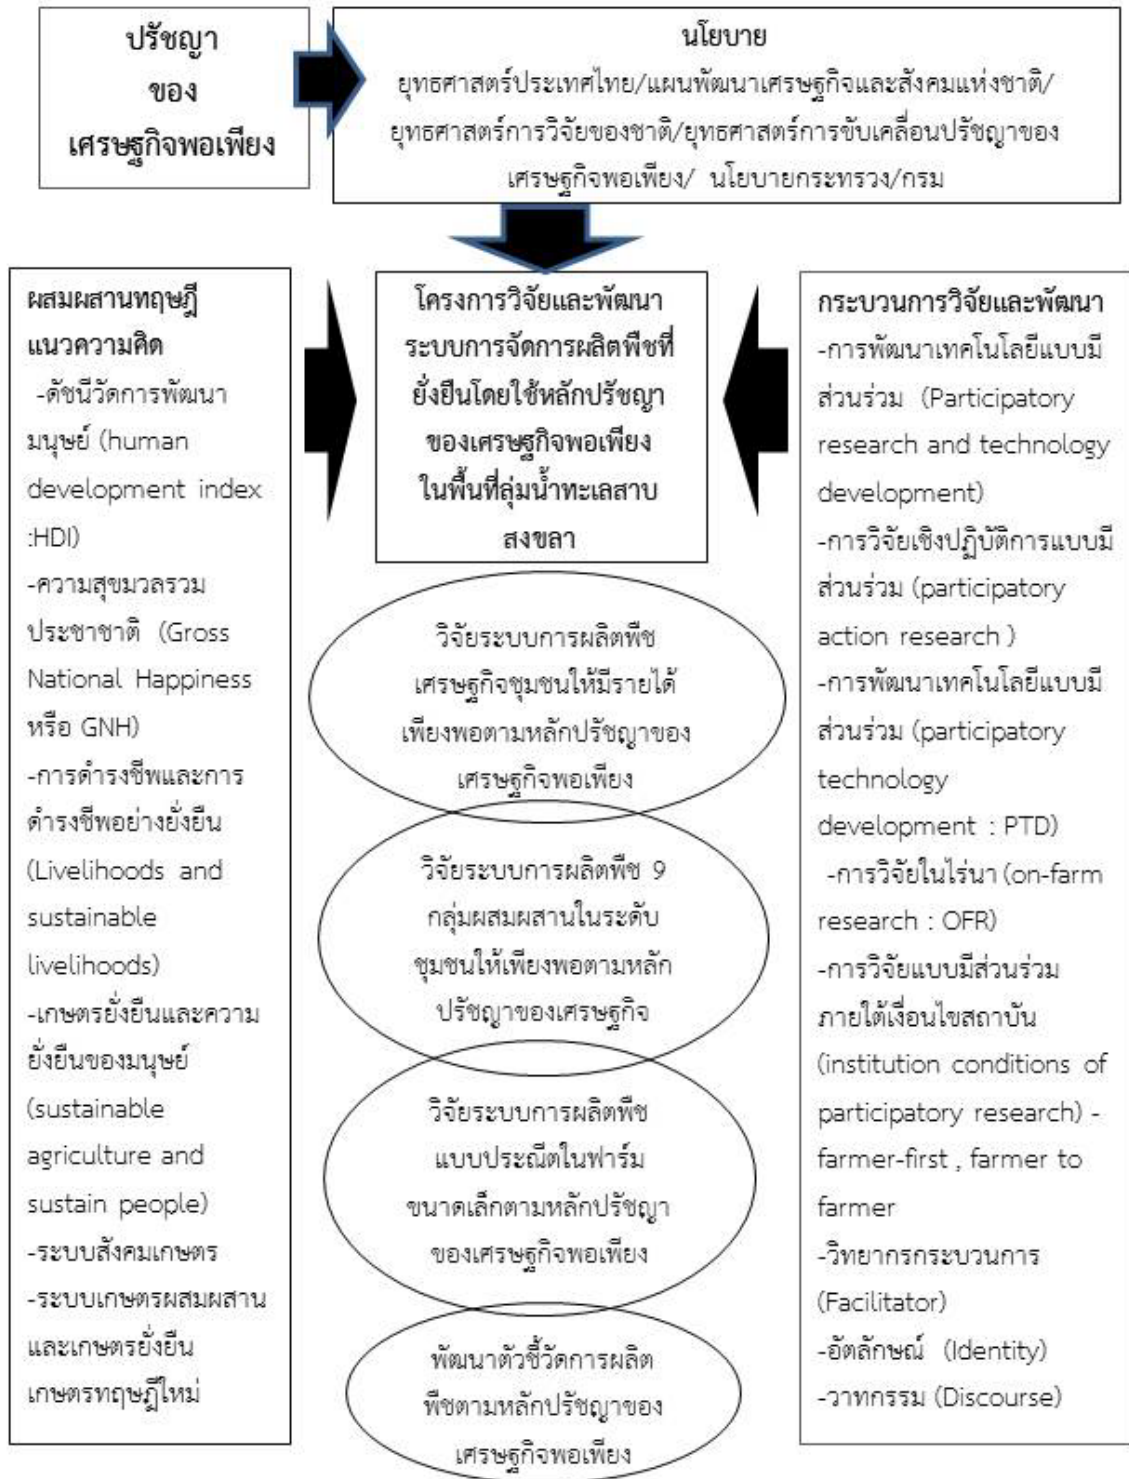 ปรัชญา
ของ
เศรษฐกิจพอเพียง
นโยบาย
ยุทธศาสตร์ประเทศไทย/แผนพัฒนาเศรษฐกิจและสังคมแห่งชาติ/
ยุทธศาสตร์การวิจัยของชาติ/ยุทธศาสตร์การขับเคลื่อนปรัชญาของ
เศรษฐกิจพอเพียง/ นโยบายกระทรวง/กรม
ผสมผสานทฤษฎี
แนวความคิด
-ดัชนีวัดการพัฒนา
มนุษย์ (human
development index
:HDI)
-ความสุขมวลรวม
ประชาชาติ (Gross
National Happiness
หรือ GNH)
-การดำรงชีพและการ
ดำรงชีพอย่างยั่งยืน
(Livelihoods and
sustainable
livelihoods)
-เกษตรยั่งยืนและความ
ยั่งยืนของมนุษย์
(sustainable
agriculture and
sustain people)
-ระบบสังคมเกษตร
-ระบบเกษตรผสมผสาน
และเกษตรยั่งยืน
เกษตรทฤษฎีใหม่
โครงการวิจัยและพัฒนา
ระบบการจัดการผลิตพืชที่
ยั่งยืนโดยใช้หลักปรัชญา
ของเศรษฐกิจพอเพียง
ในพื้นที่ลุ่มน้ำทะเลสาบ
สงขลา
วิจัยระบบการผลิตพืช
เศรษฐกิจชุมชนให้มีรายได้
เพียงพอตามหลักปรัชญาของ
เศรษฐกิจพอเพียง
วิจัยระบบการผลิตพืช 9
กลุ่มผสมผสานในระดับ
ชุมชนให้เพียงพอตามหลัก
ปรัชญาของเศรษฐกิจ
วิจัยระบบการผลิตพืช
แบบประณีตในฟาร์ม
ขนาดเล็กตามหลักปรัชญา
ของเศรษฐกิจพอเพียง
พัฒนาตัวชี้วัดการผลิต
พืชตามหลักปรัชญาของ
เศรษฐกิจพอเพียง
กระบวนการวิจัยและพัฒนา
-การพัฒนาเทคโนโลยีแบบมี
ส่วนร่วม (Participatory
research and technology
development)
-การวิจัยเชิงปฏิบัติการแบบมี
ส่วนร่วม (participatory
action research )
-การพัฒนาเทคโนโลยีแบบมี
ส่วนร่วม (participatory
technology
development : PTD)
-การวิจัยในไร่นา (on-farm
research : OFR)
-การวิจัยแบบมีส่วนร่วม
ภายใต้เงื่อนไขสถาบัน
(institution conditions of
participatory research) -
farmer-first , farmer to
farmer
-วิทยากรกระบวนการ
(Facilitator)
-อัตลักษณ์ (Identity)
-วาทกรรม (Discourse)